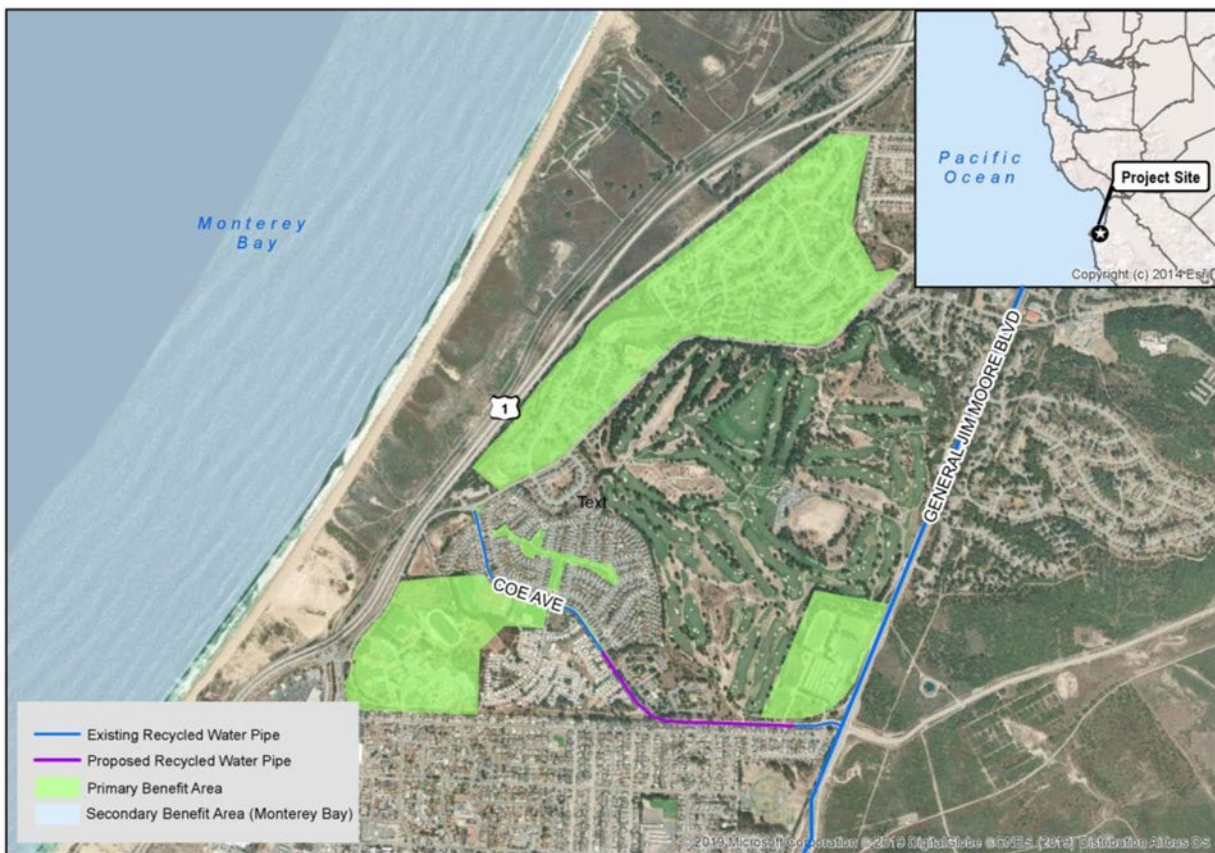 Pacific
Ocean
Project Site
Copyright (c) 2014 Esri
Monterey
Bay
1
GENERAL JIM MOORE BLVD
Text
COE AVE
Existing Recycled Water Pipe
Proposed Recycled Water Pipe
Primary Benefit Area
Secondary Benefit Area (Monterey Bay)
© 2019 Microsoft Corporation © 2019 DigitalGlobe ©CNES (2019) Distribution Airbus DS